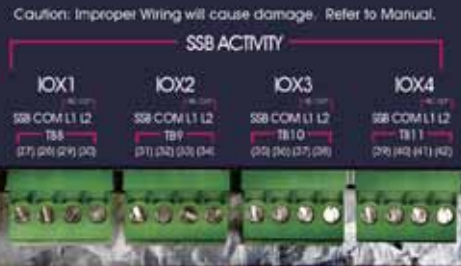 Caution: Improper Wiring will cause damage. Refer to Manual.
SSB ACTIVITY
IOX1 IOX2 IOX3 IOX4
SSB COM L1 L2 SSB COM L1 L2 SSB COM L1 L2 SSB COM L1 L2
TB8 TB9 TB10 TB11
(27) (28) (29) (30) (31) (32) (33) (34) (35) (36) (37) (38) (39) (40) (41) (42)